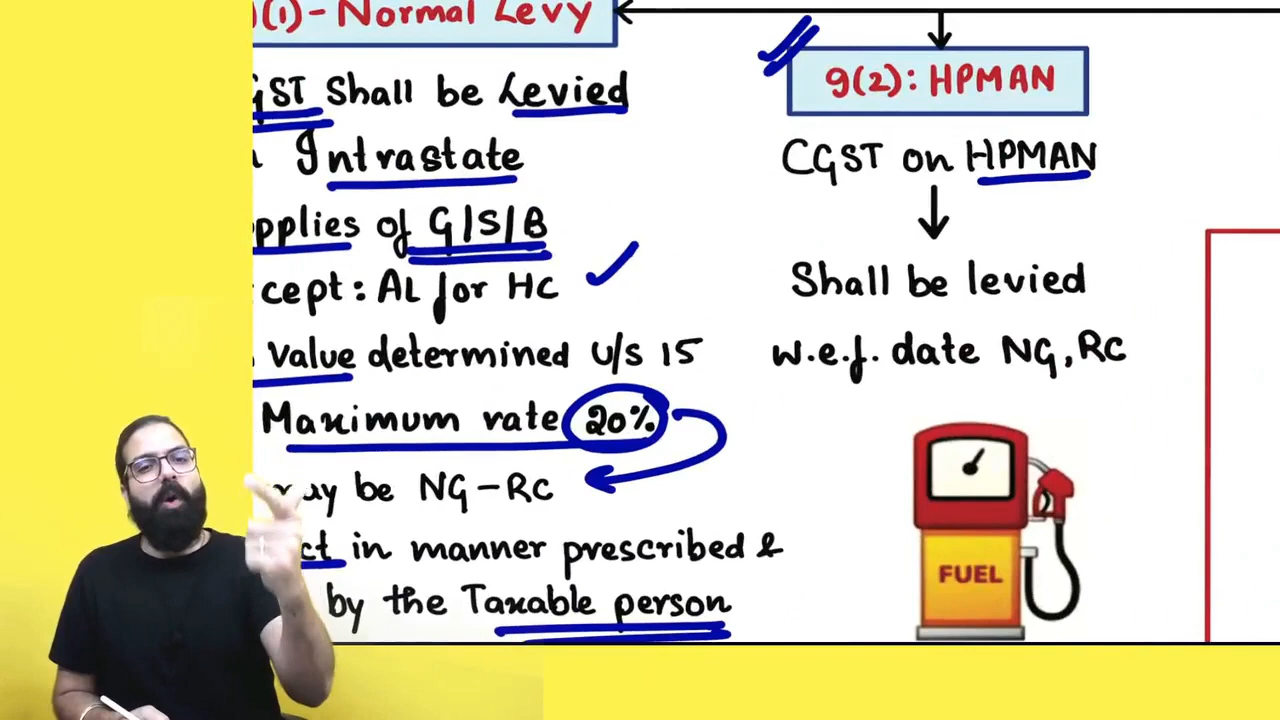 (1) - Normal Levy
GST Shall be Levied
Intrastate
pplies of G/S/B
cept: AL for HC
Value determined U/S 15
Maximum rate 20%
may be NG - RC
ct in manner prescribed &
by the Taxable person
9(2): HPMAN
CGST on HPMAN
Shall be levied
w.e.f. date NG, RC
FUEL